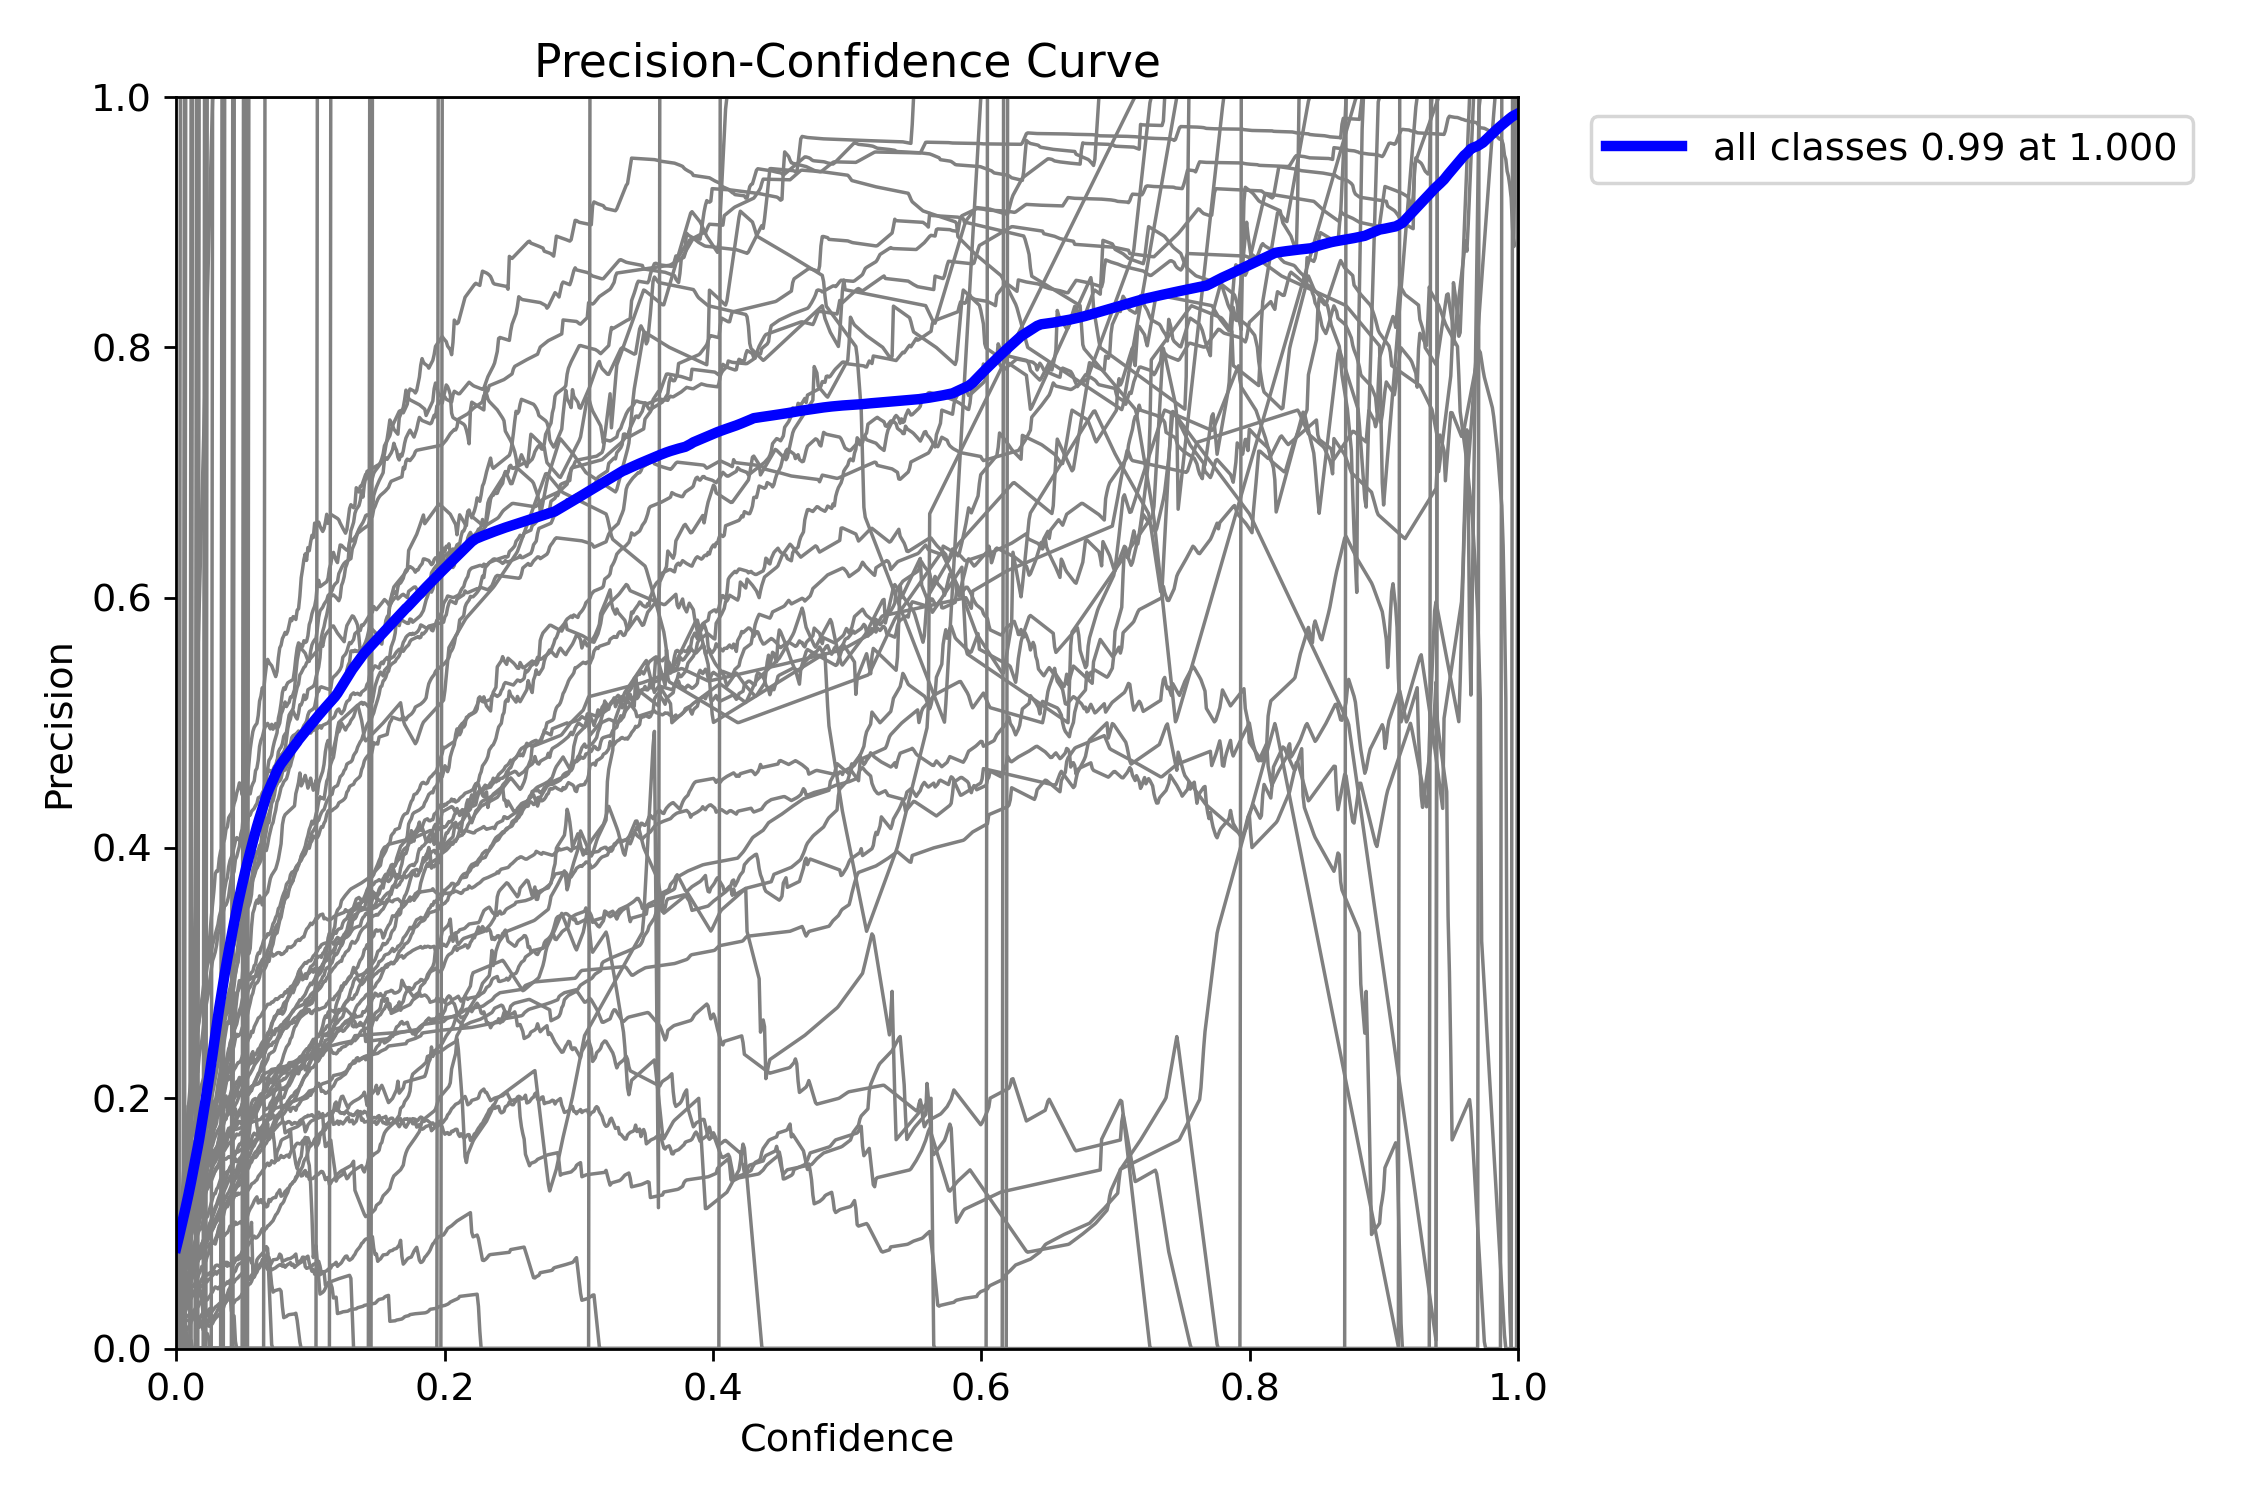 Precision-Confidence Curve
all classes 0.99 at 1.000
Precision
1.0
0.8
0.6
0.4
0.2
0.0
0.0 0.2 0.4 0.6 0.8 1.0
Confidence